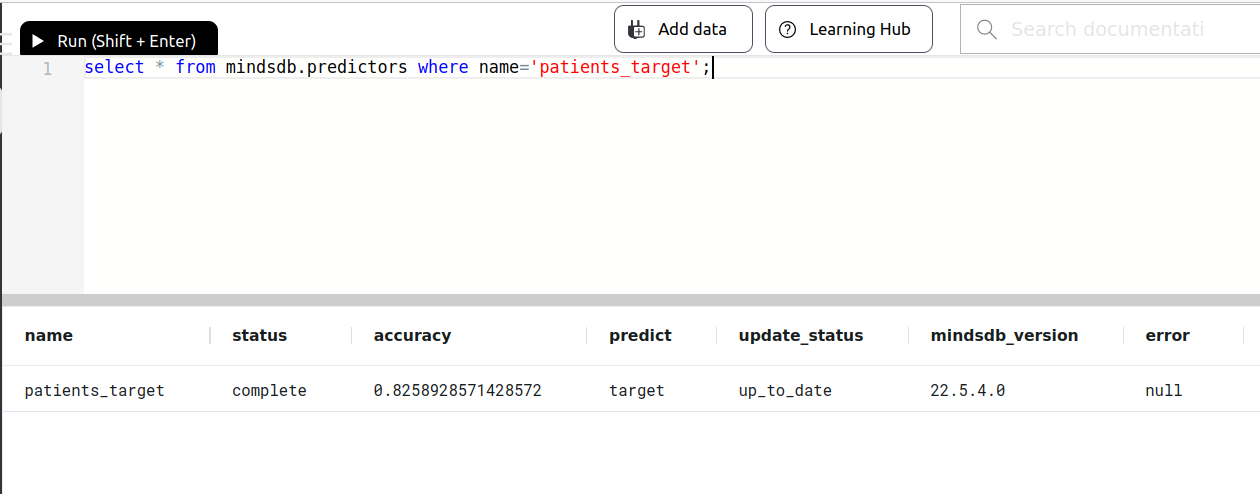 Run (Shift + Enter)
Add data
Learning Hub
Search documentati
1 select * from mindsdb.predictors where name='patients_target';
name status accuracy predict update_status mindsdb_version error
patients_target complete 0.8258928571428572 target up_to_date 22.5.4.0 null